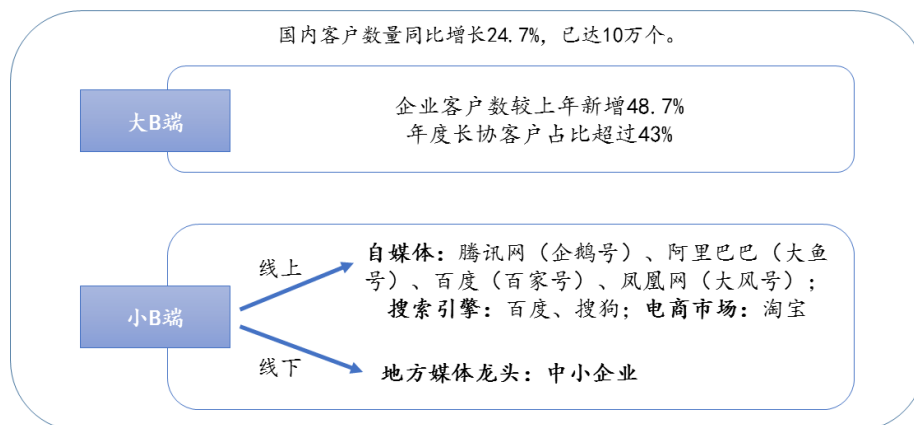 国内客户数量同比增长24.7%，已达10万个。
大B端
企业客户数较上年新增48.7%
年度长协客户占比超过43%
小B端
线上
自媒体：腾讯网（企鹅号）、阿里巴巴（大鱼
号）、百度（百家号）、凤凰网（大风号）；
搜索引擎：百度、搜狗；电商市场：淘宝
线下
地方媒体龙头：中小企业